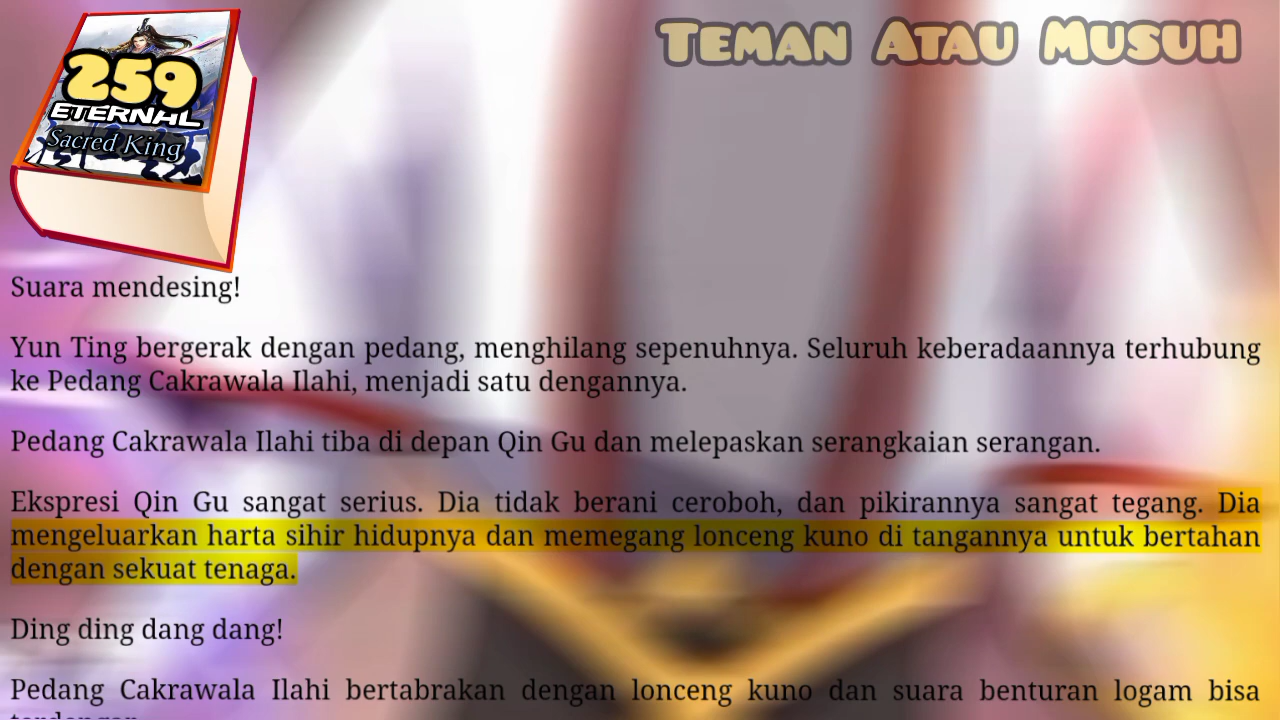 Teman Atau Musuh
259
ETERNAL
Sacred King
Suara mendesing!
Yun Ting bergerak dengan pedang, menghilang sepenuhnya. Seluruh keberadaannya terhubung
ke Pedang Cakrawala Ilahi, menjadi satu dengannya.
Pedang Cakrawala Ilahi tiba di depan Qin Gu dan melepaskan serangkaian serangan.
Ekspresi Qin Gu sangat serius. Dia tidak berani ceroboh, dan pikirannya sangat tegang. Dia
mengeluarkan harta sihir hidupnya dan memegang lonceng kuno di tangannya untuk bertahan
dengan sekuat tenaga.
Ding ding dang dang!
Pedang Cakrawala Ilahi bertabrakan dengan lonceng kuno dan suara benturan logam bisa